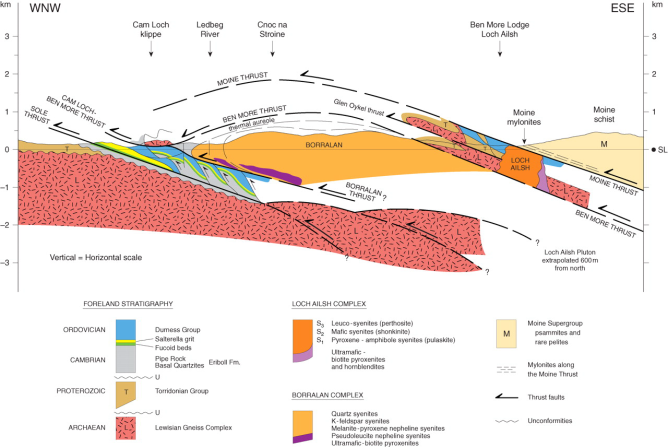 WNW
ESE
km
km
Cam Loch
klippe
Ledbeg
River
Cnoc na
Stroine
Ben More Lodge
Loch Ailsh
3
3
2
2
1
1
0
SL
−1
−1
−2
−2
−3
−3
MOINE THRUST
CAM LOCH-
BEN MORE THRUST
SOLE
THRUST
BEN MORE THRUST
thermal aureole
Glen Oykel thrust
Moine
mylonites
Moine
schist
T
T
T
BORRALAN
M
LOCH
AILSH
BORRALAN
THRUST
MOINE THRUST
BEN MORE THRUST
?
?
?
?
Loch Ailsh Pluton
extrapolated 600 m
from north
Vertical = Horizontal scale
FORELAND STRATIGRAPHY
ORDOVICIAN
Durness Group
Salterella grit
Fucoid beds
CAMBRIAN
Pipe Rock
Basal Quartzites
Eriboll Fm.
U
PROTEROZOIC
T
Torridonian Group
U
ARCHAEAN
Lewisian Gneiss Complex
LOCH AILSH COMPLEX
S3 Leuco-syenites (perthosite)
S2 Mafic syenites (shonkinite)
S1 Pyroxene - amphibole syenites (pulaskite)
Ultramafic -
biotite pyroxenites
and hornblendites
BORRALAN COMPLEX
Quartz syenites
K-feldspar syenites
Melanite-pyroxene nepheline syenites
Pseudoleucite nepheline syenites
Ultramafic-biotite pyroxenites
M
Moine Supergroup
psammites and
rare pelites
Mylonites along
the Moine Thrust
Thrust faults
Unconformities